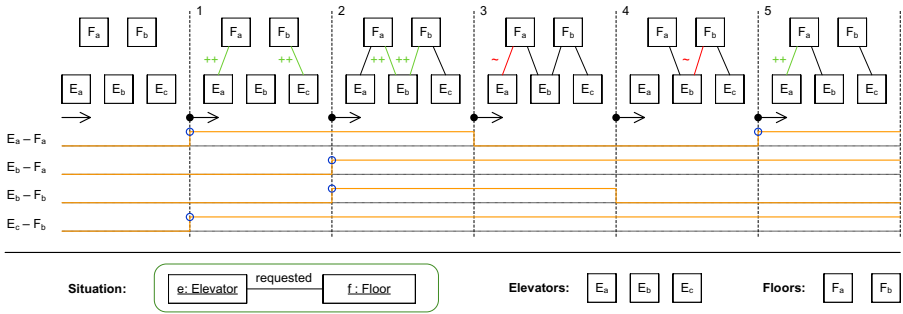 1 2 3 4 5
Fa Fb Fa Fb Fa Fb Fa Fb Fa Fb Fa Fb
++ ++ ++ ++ ~ ~ ++
Ea Eb Ec Ea Eb Ec Ea Eb Ec Ea Eb Ec Ea Eb Ec Ea Eb Ec
Ea – Fa
Eb – Fa
Eb – Fb
Ec – Fb
Situation: e: Elevator requested f : Floor Elevators: Ea Eb Ec Floors: Fa Fb